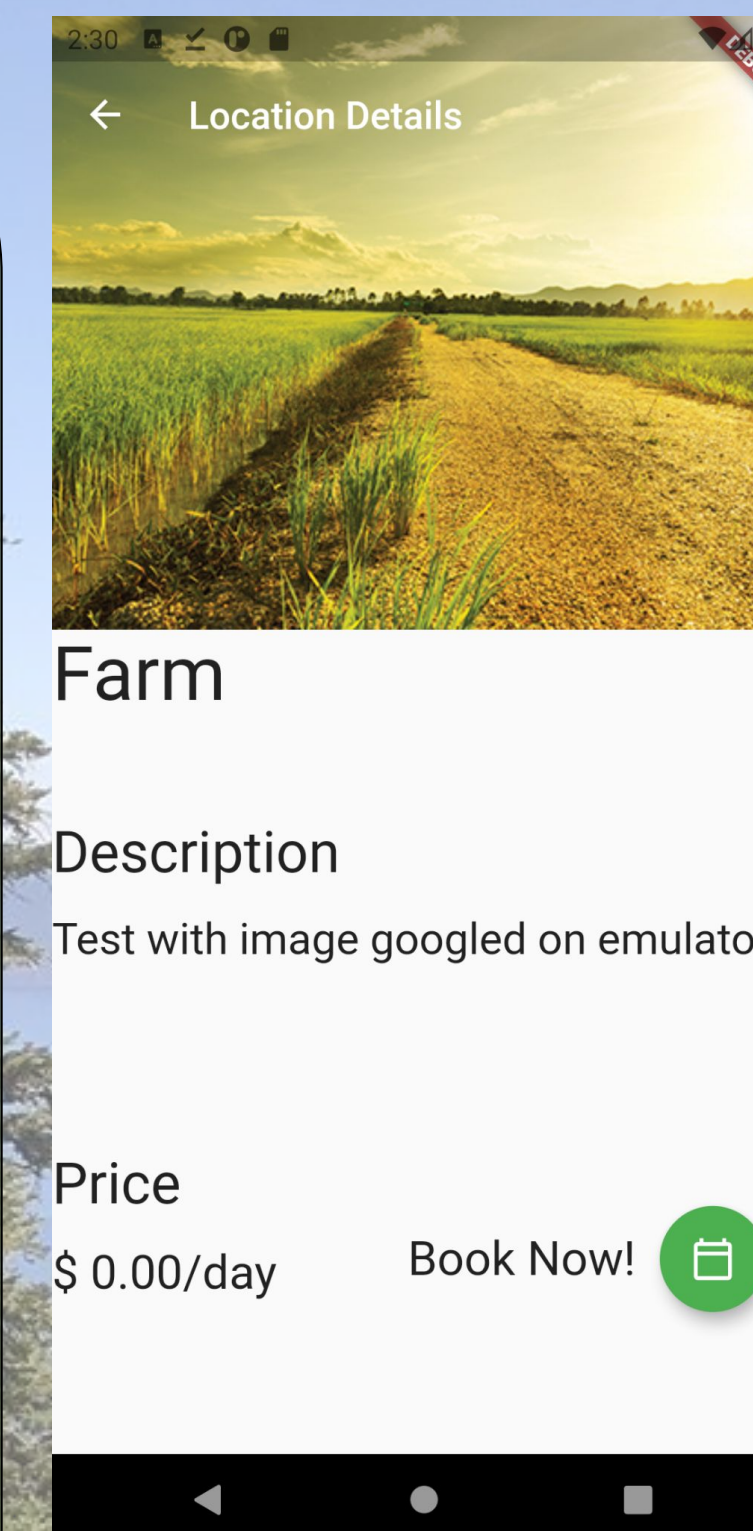 2:30
Location Details
Farm
Description
Test with image googled on emulato
Price
$ 0.00/day
Book Now!